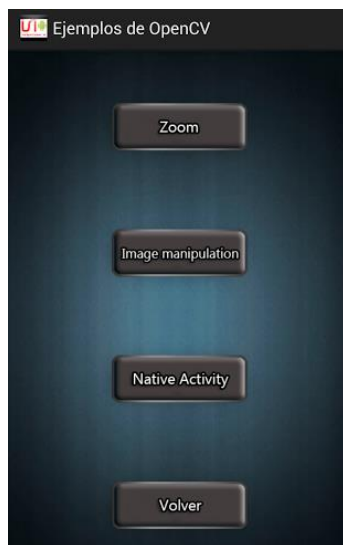 Ejemplos de OpenCV
Zoom
Image manipulation
Native Activity
Volver